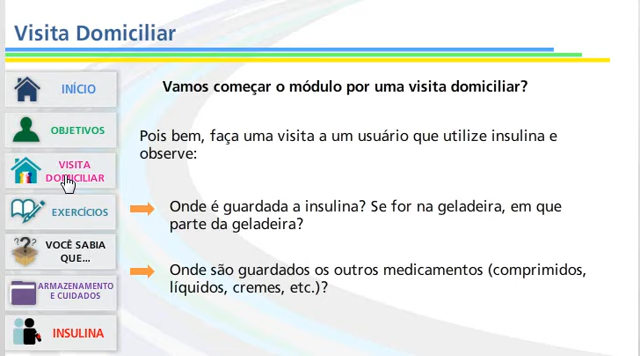 Visita Domiciliar
INÍCIO
OBJETIVOS
VISITA
DOMICILIAR
EXERCÍCIOS
VOCÊ SABIA
QUE...
ARMAZENAMENTO
E CUIDADOS
INSULINA
Vamos começar o módulo por uma visita domiciliar?
Pois bem, faça uma visita a um usuário que utilize insulina e
observe:
Onde é guardada a insulina? Se for na geladeira, em que
parte da geladeira?
Onde são guardados os outros medicamentos (comprimidos,
líquidos, cremes, etc.)?